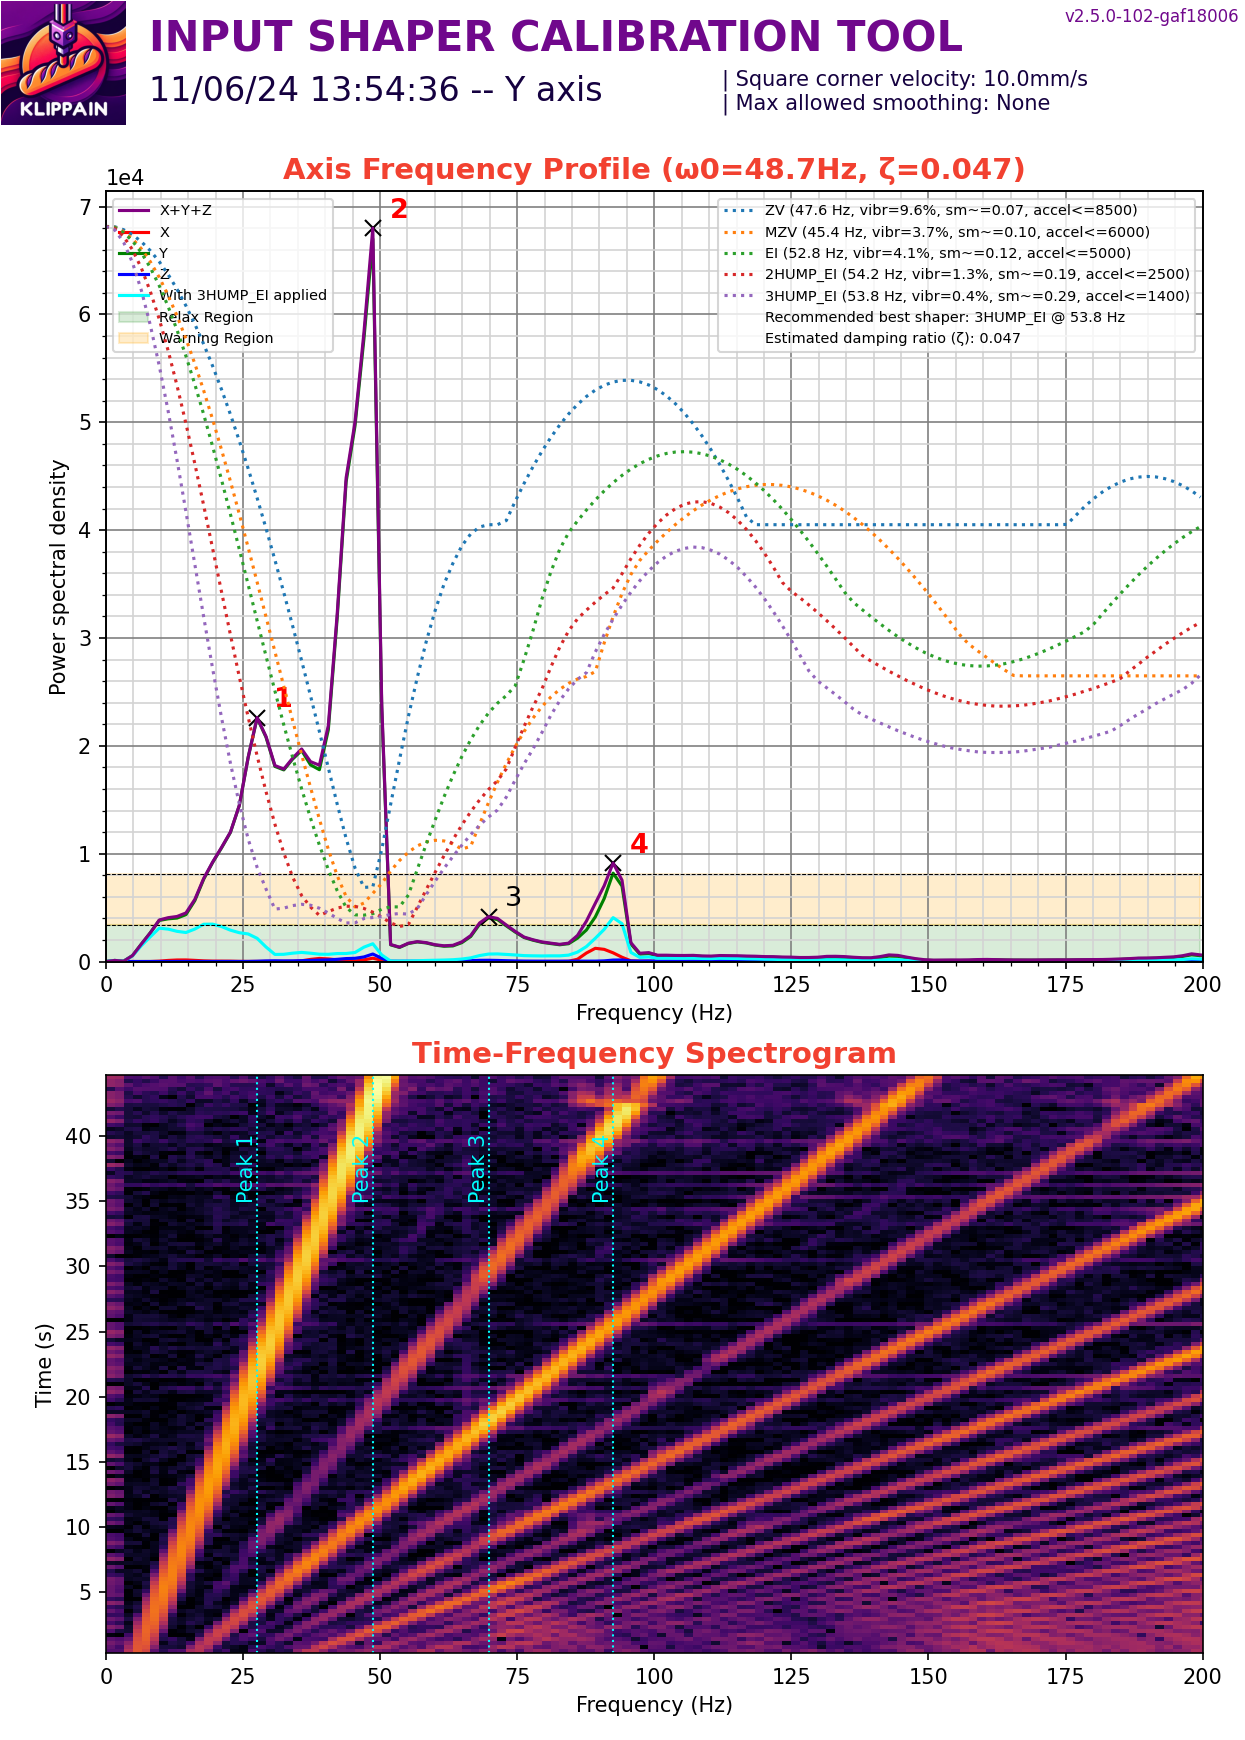 v2.5.0-102-gaf18006
INPUT SHAPER CALIBRATION TOOL
11/06/24 13:54:36 -- Y axis
| Square corner velocity: 10.0mm/s
| Max allowed smoothing: None
KLIPPAIN
Axis Frequency Profile (ω0=48.7Hz, ζ=0.047)
1e4
X+Y+Z
X
Y
Z
With 3HUMP_EI applied
Relax Region
Warning Region
ZV (47.6 Hz, vibr=9.6%, sm~=0.07, accel<=8500)
MZV (45.4 Hz, vibr=3.7%, sm~=0.10, accel<=6000)
EI (52.8 Hz, vibr=4.1%, sm~=0.12, accel<=5000)
2HUMP_EI (54.2 Hz, vibr=1.3%, sm~=0.19, accel<=2500)
3HUMP_EI (53.8 Hz, vibr=0.4%, sm~=0.29, accel<=1400)
Recommended best shaper: 3HUMP_EI @ 53.8 Hz
Estimated damping ratio (ζ): 0.047
1
2
3
4
Power spectral density
7
6
5
4
3
2
1
0
0 25 50 75 100 125 150 175 200
Frequency (Hz)
Time-Frequency Spectrogram
Peak 1
Peak 2
Peak 3
Peak 4
Time (s)
40
35
30
25
20
15
10
5
0 25 50 75 100 125 150 175 200
Frequency (Hz)